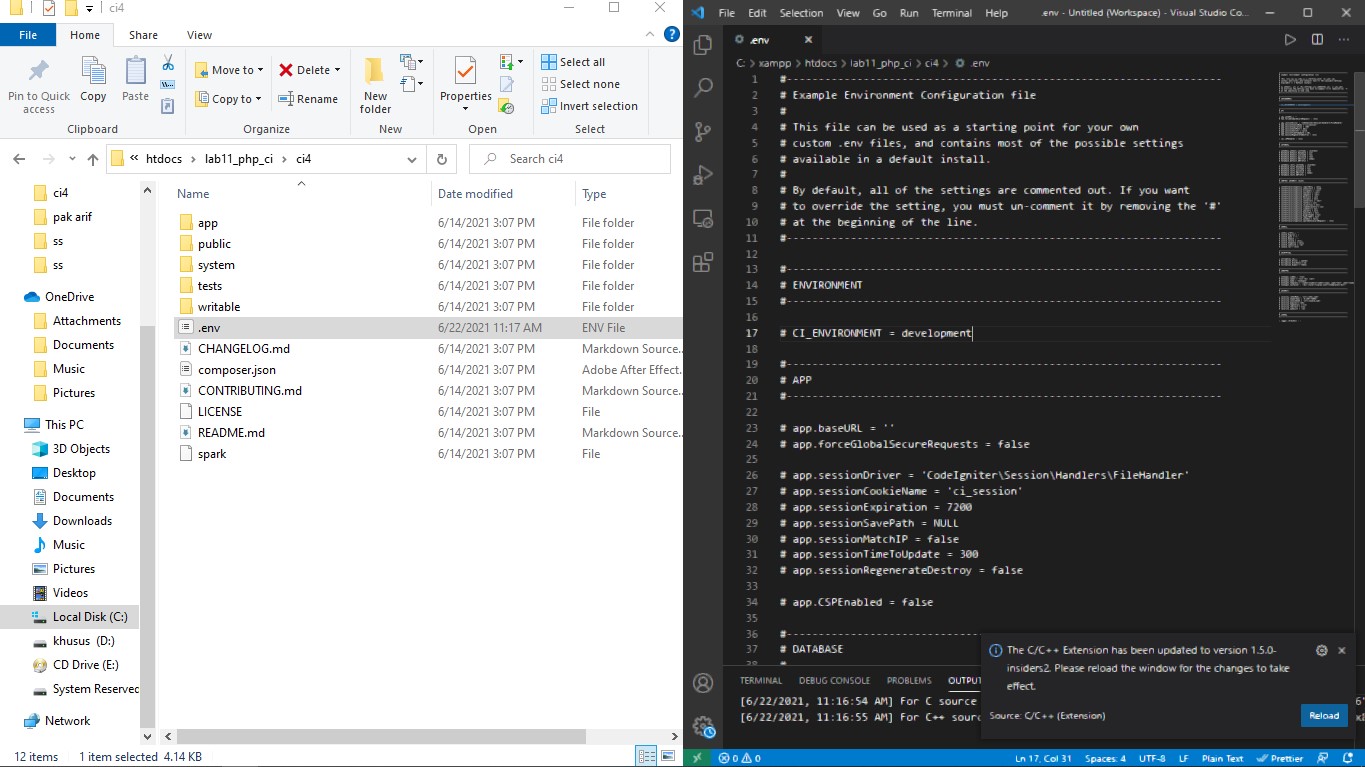 ci4
File Home Share View
Pin to Quick access
Copy
Paste
Clipboard
Move to
Copy to
Delete
Rename
Organize
New folder
New
Properties
Open
Select all
Select none
Invert selection
Select
« htdocs › lab11_php_ci › ci4
Search ci4
ci4
pak arif
ss
ss
OneDrive
Attachments
Documents
Music
Pictures
This PC
3D Objects
Desktop
Documents
Downloads
Music
Pictures
Videos
Local Disk (C:)
khusus (D:)
CD Drive (E:)
System Reserved
Network
Name Date modified Type
app 6/14/2021 3:07 PM File folder
public 6/14/2021 3:07 PM File folder
system 6/14/2021 3:07 PM File folder
tests 6/14/2021 3:07 PM File folder
writable 6/14/2021 3:07 PM File folder
.env 6/22/2021 11:17 AM ENV File
CHANGELOG.md 6/14/2021 3:07 PM Markdown Source...
composer.json 6/14/2021 3:07 PM Adobe After Effect...
CONTRIBUTING.md 6/14/2021 3:07 PM Markdown Source...
LICENSE 6/14/2021 3:07 PM File
README.md 6/14/2021 3:07 PM Markdown Source...
spark 6/14/2021 3:07 PM File
12 items 1 item selected 4.14 KB
File Edit Selection View Go Run Terminal Help .env - Untitled (Workspace) - Visual Studio Co...
.env
C: › xampp › htdocs › lab11_php_ci › ci4 › .env
1 #--------------------------------------------------------------------
2 # Example Environment Configuration file
3 #
4 # This file can be used as a starting point for your own
5 # custom .env files, and contains most of the possible settings
6 # available in a default install.
7 #
8 # By default, all of the settings are commented out. If you want
9 # to override the setting, you must un-comment it by removing the '#'
10 # at the beginning of the line.
11 #--------------------------------------------------------------------
12
13 #--------------------------------------------------------------------
14 # ENVIRONMENT
15 #--------------------------------------------------------------------
16
17 # CI_ENVIRONMENT = development
18
19 #--------------------------------------------------------------------
20 # APP
21 #--------------------------------------------------------------------
22
23 # app.baseURL = ''
24 # app.forceGlobalSecureRequests = false
25
26 # app.sessionDriver = 'CodeIgniter\Session\Handlers\FileHandler'
27 # app.sessionCookieName = 'ci_session'
28 # app.sessionExpiration = 7200
29 # app.sessionSavePath = NULL
30 # app.sessionMatchIP = false
31 # app.sessionTimeToUpdate = 300
32 # app.sessionRegenerateDestroy = false
33
34 # app.CSPEnabled = false
35
36 #--------------------------------
37 # DATABASE
38 #
The C/C++ Extension has been updated to version 1.5.0-
insiders2. Please reload the window for the changes to take
effect.
Source: C/C++ (Extension)
Reload
TERMINAL DEBUG CONSOLE PROBLEMS OUTPUT
[6/22/2021, 11:16:54 AM] For C source
[6/22/2021, 11:16:55 AM] For C++ sourc
0 0 Ln 17, Col 31 Spaces: 4 UTF-8 LF Plain Text Prettier